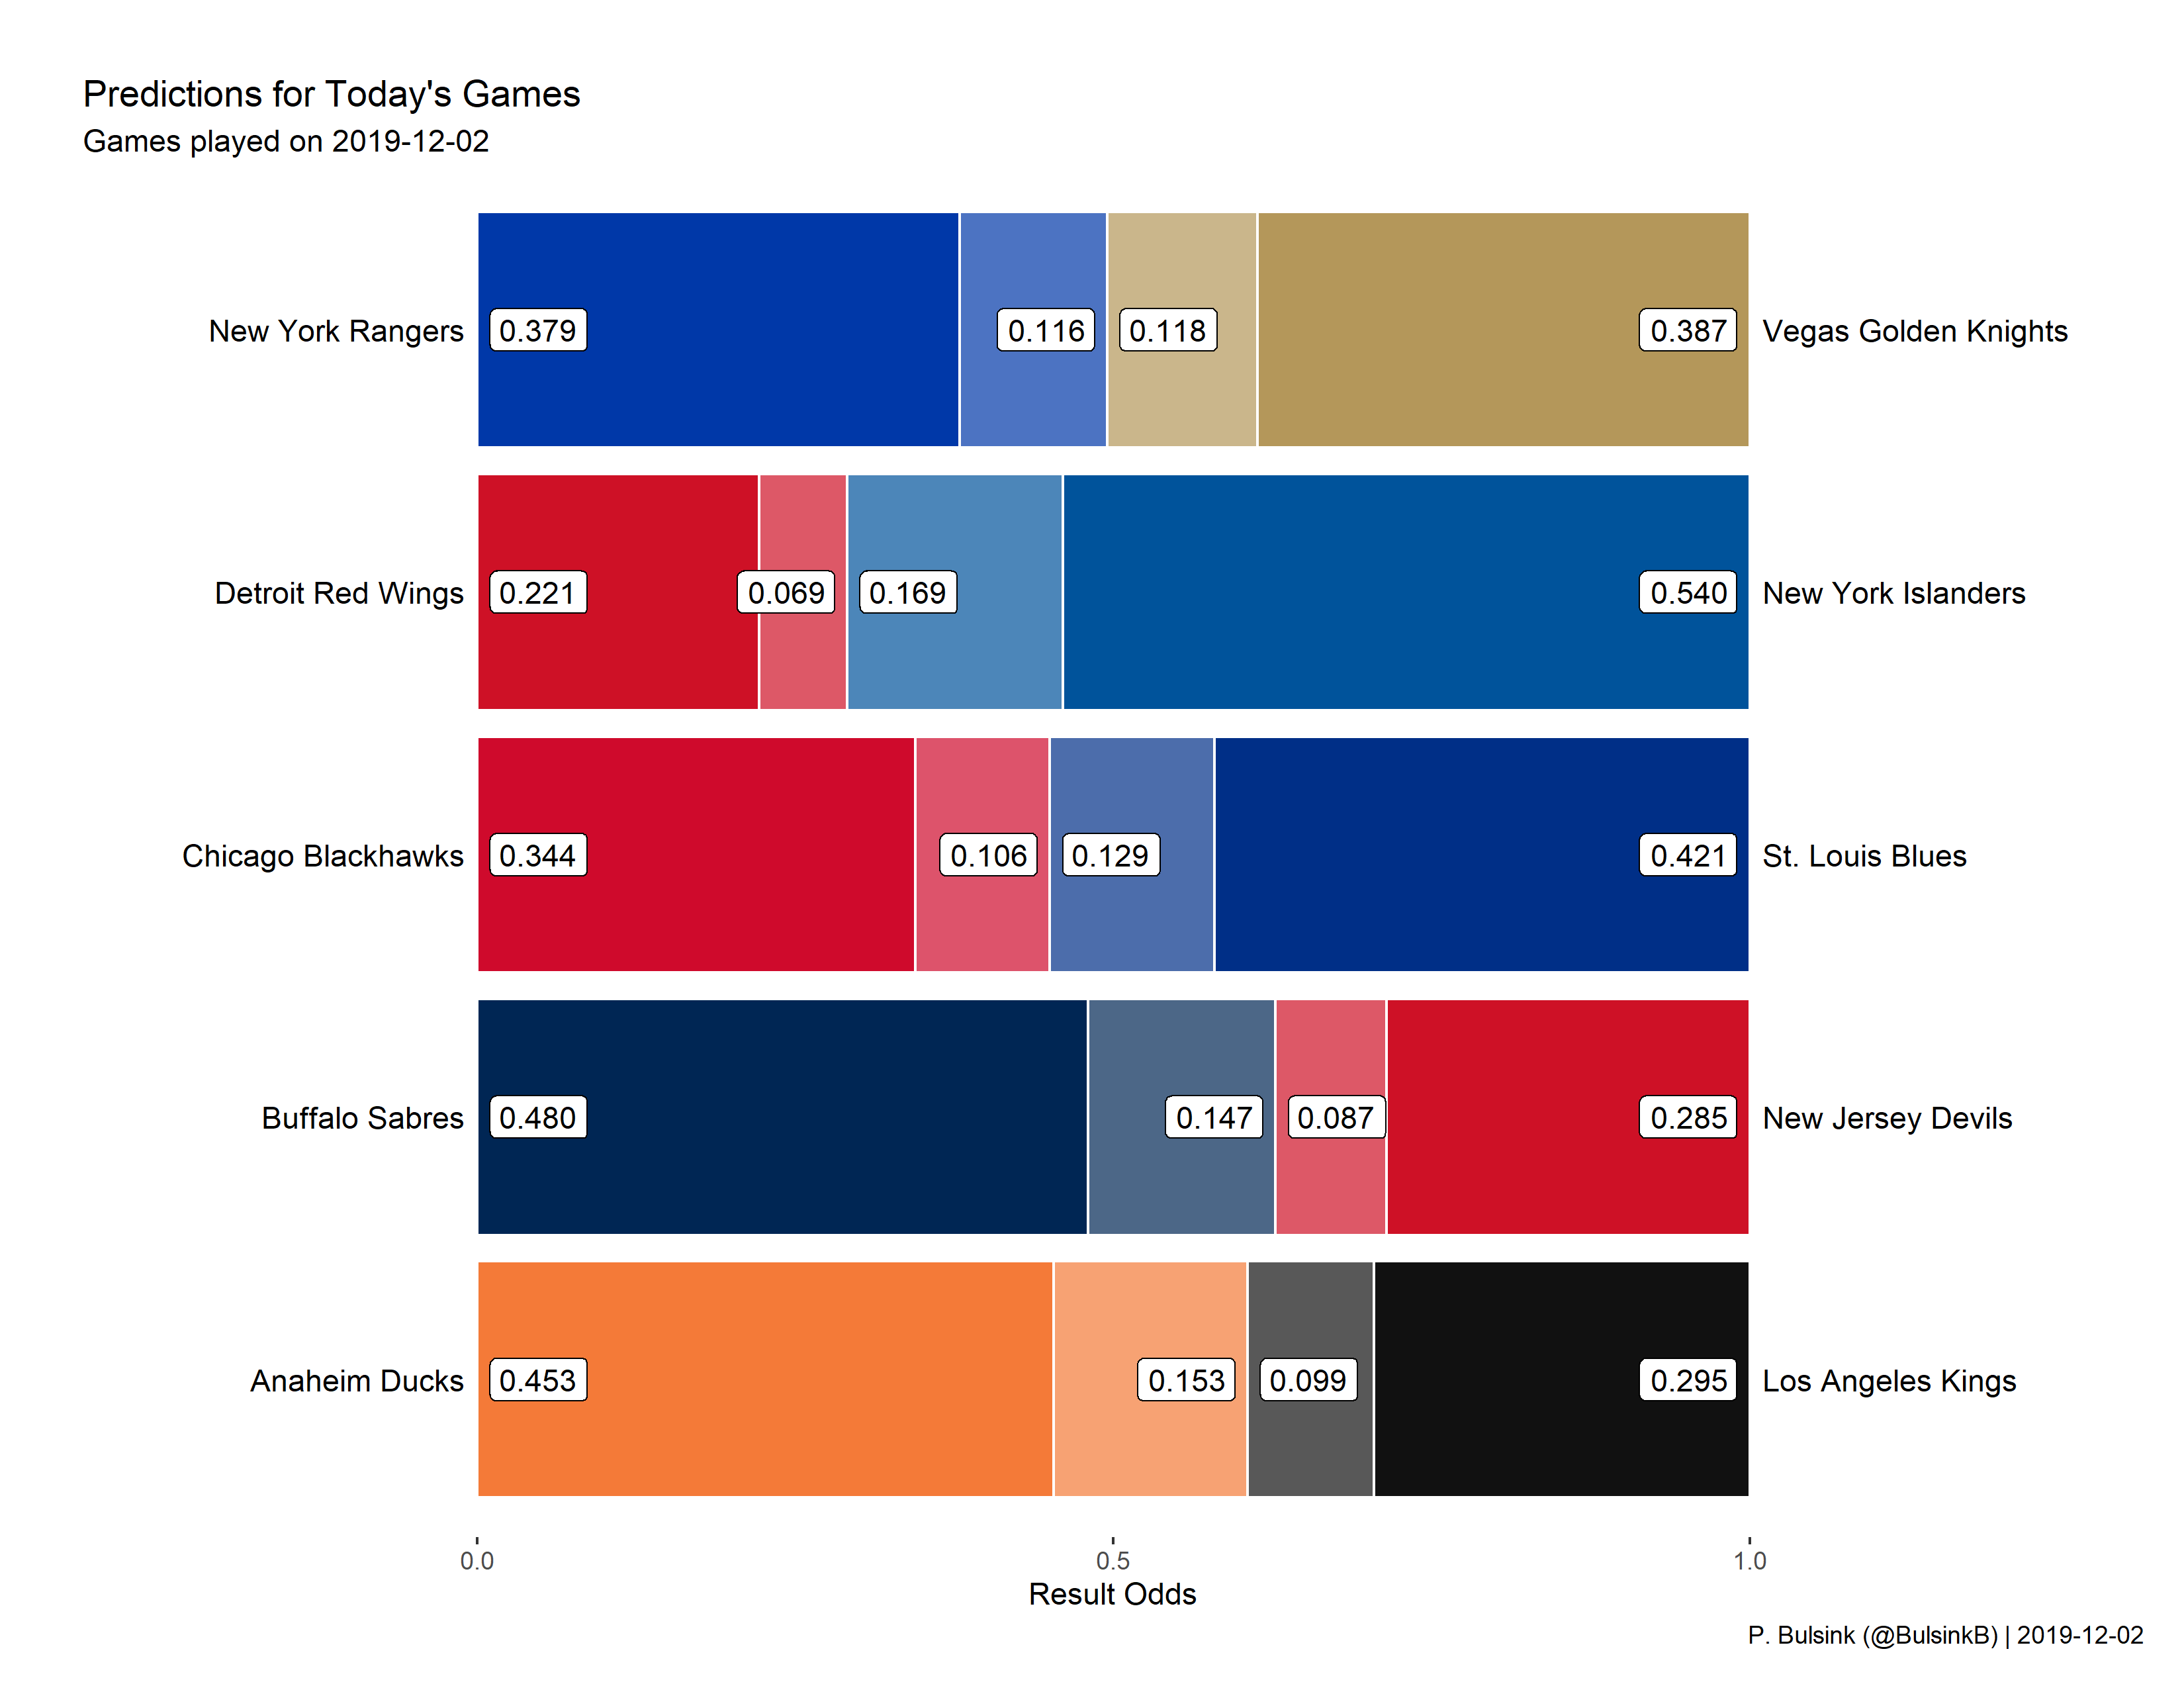 Predictions for Today's Games
Games played on 2019-12-02
New York Rangers 0.379 0.116 0.118 0.387 Vegas Golden Knights
Detroit Red Wings 0.221 0.069 0.169 0.540 New York Islanders
Chicago Blackhawks 0.344 0.106 0.129 0.421 St. Louis Blues
Buffalo Sabres 0.480 0.147 0.087 0.285 New Jersey Devils
Anaheim Ducks 0.453 0.153 0.099 0.295 Los Angeles Kings
0.0 0.5 1.0
Result Odds
P. Bulsink (@BulsinkB) | 2019-12-02